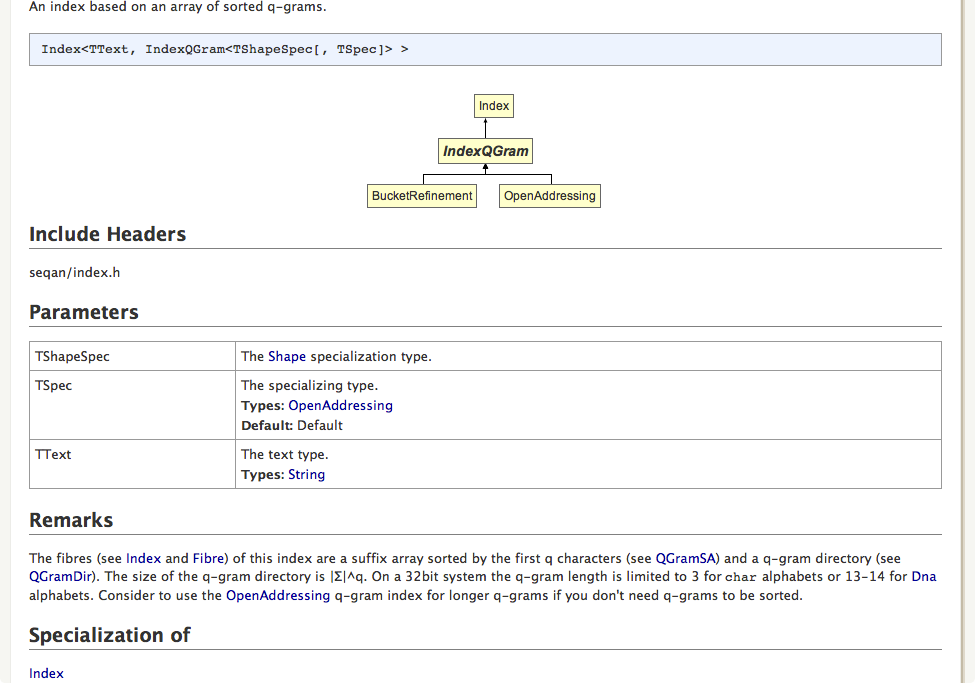 An index based on an array of sorted q-grams.
Index<TText, IndexQGram<TShapeSpec[, TSpec]> >
Index
IndexQGram
BucketRefinement OpenAddressing
Include Headers
seqan/index.h
Parameters
TShapeSpec The Shape specialization type.
TSpec The specializing type.
Types: OpenAddressing
Default: Default
TText The text type.
Types: String
Remarks
The fibres (see Index and Fibre) of this index are a suffix array sorted by the first q characters (see QGramSA) and a q-gram directory (see
QGramDir). The size of the q-gram directory is |Σ|^q. On a 32bit system the q-gram length is limited to 3 for char alphabets or 13-14 for Dna
alphabets. Consider to use the OpenAddressing q-gram index for longer q-grams if you don't need q-grams to be sorted.
Specialization of
Index